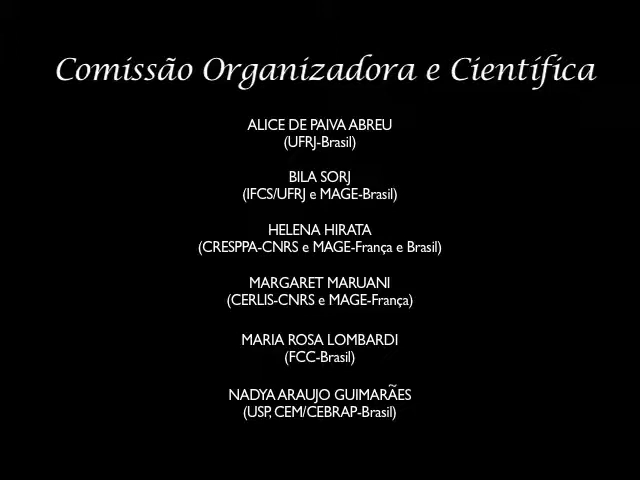 Comissão Organizadora e Científica
ALICE DE PAIVA ABREU
(UFRJ-Brasil)
BILA SORJ
(IFCS/UFRJ e MAGE-Brasil)
HELENA HIRATA
(CRESPPA-CNRS e MAGE-França e Brasil)
MARGARET MARUANI
(CERLIS-CNRS e MAGE-França)
MARIA ROSA LOMBARDI
(FCC-Brasil)
NADYA ARAUJO GUIMARÃES
(USP, CEM/CEBRAP-Brasil)